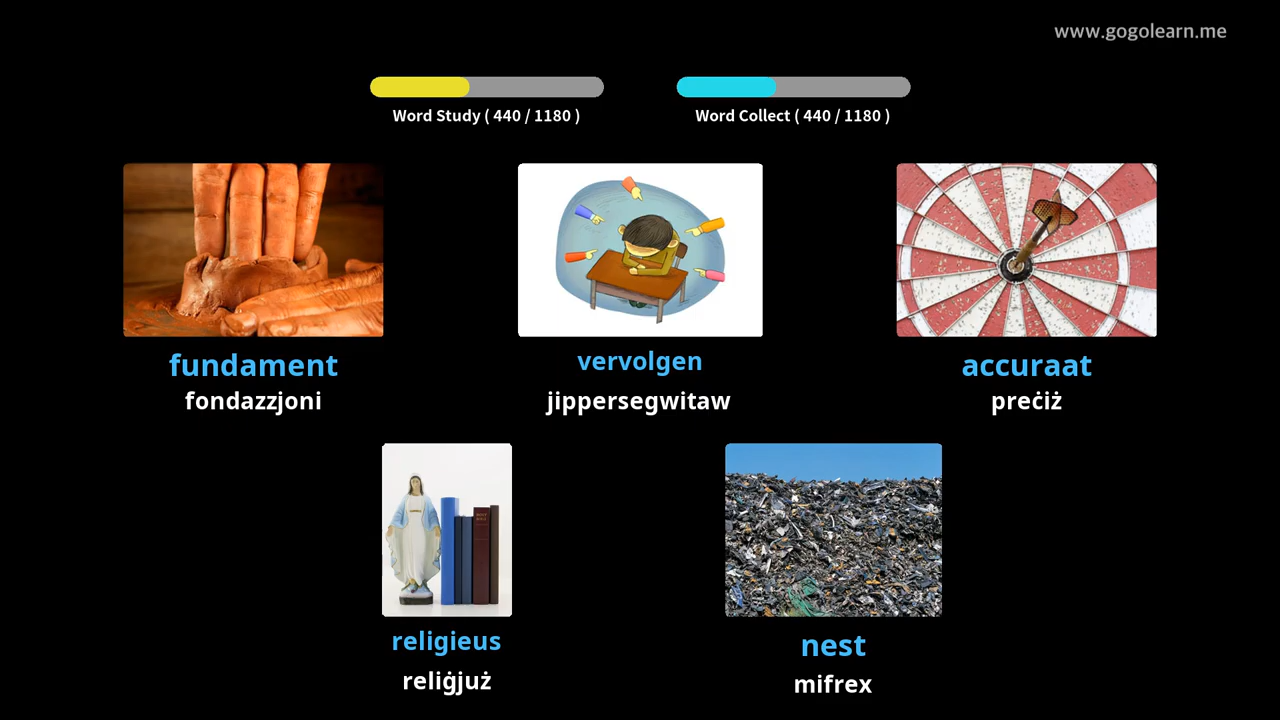 www.gogolearn.me
Word Study ( 440 / 1180 )
Word Collect ( 440 / 1180 )
fundament
fondazzjoni
vervolgen
jippersegwitaw
accuraat
preċiż
religieus
reliġjuż
nest
mifrex